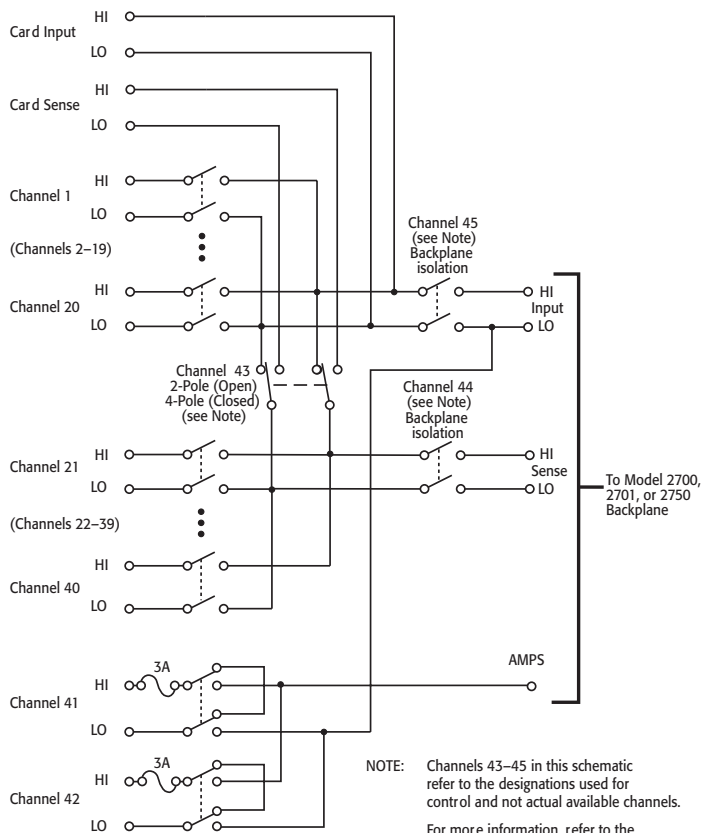 HI
Card Input
LO
HI
Card Sense
LO
HI
Channel 1
LO
(Channels 2–19)
HI
Channel 20
LO
Channel 45
(see Note)
Backplane
isolation
HI
Input
LO
Channel 43
2-Pole (Open)
4-Pole (Closed)
(see Note)
Channel 44
(see Note)
Backplane
isolation
HI
Channel 21
LO
HI
Sense
LO
To Model 2700,
2701, or 2750
Backplane
(Channels 22–39)
HI
Channel 40
LO
AMPS
3A
HI
Channel 41
LO
3A
HI
Channel 42
LO
NOTE: Channels 43–45 in this schematic
refer to the designations used for
control and not actual available channels.
For more information, refer to the